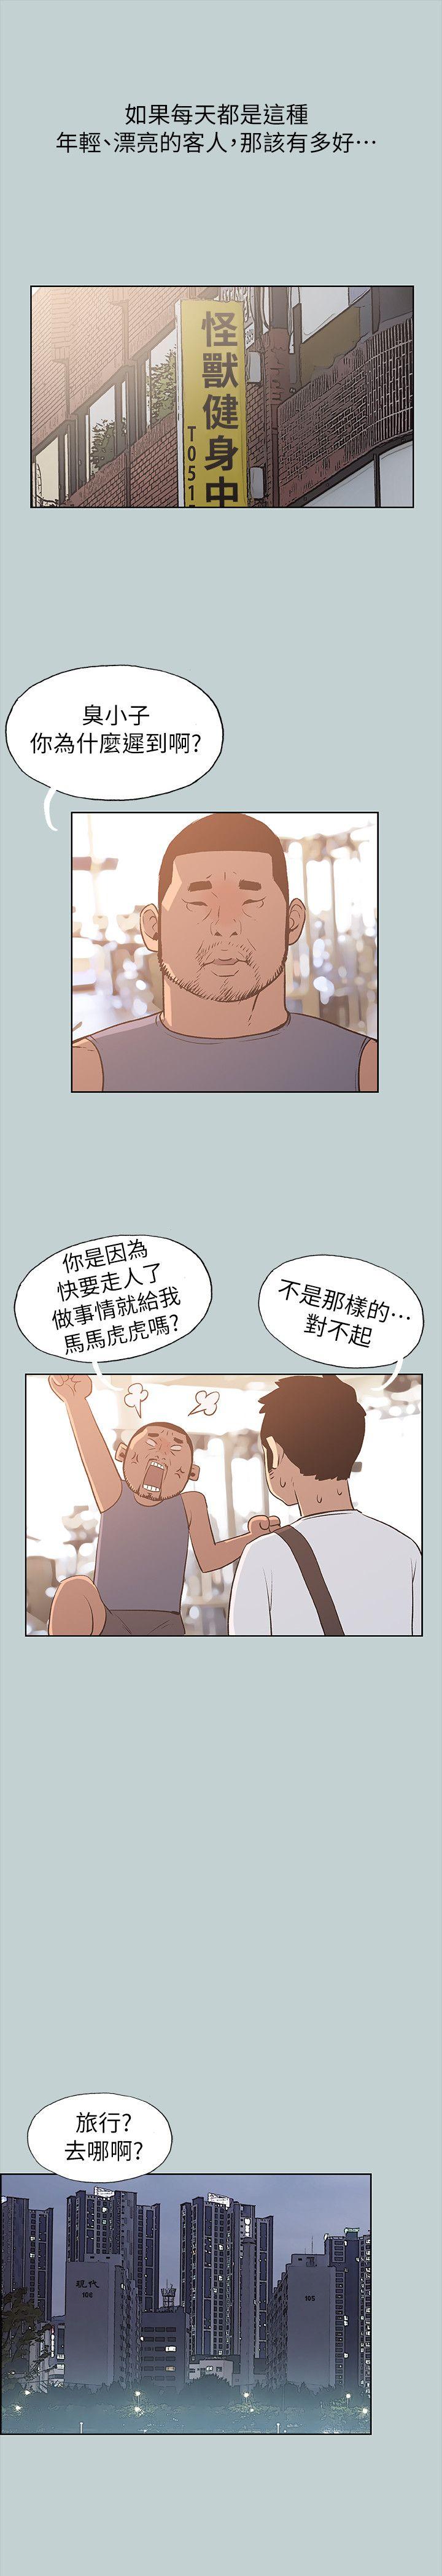 如果每天都是這種
年輕、漂亮的客人，那該有多好…
怪獸健身中
T051
臭小子
你為什麼遲到啊？
你是因為
快要走人了
做事情就給我
馬馬虎虎嗎？
不是那樣的…
對不起
旅行？
去哪啊？
現代
106
105